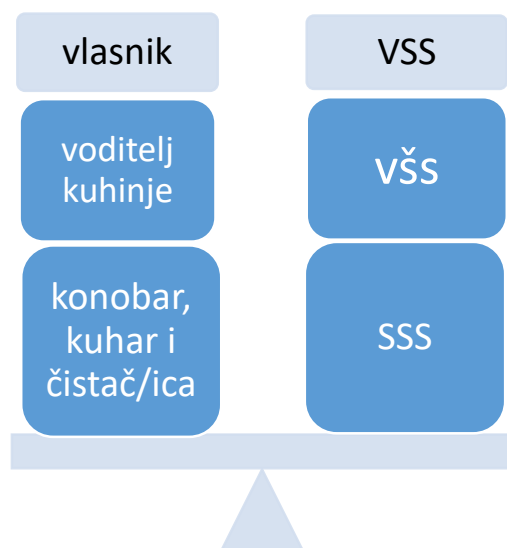 vlasnik
voditelj
kuhinje
konobar,
kuhar i
čistač/ica
VSS
VŠS
SSS